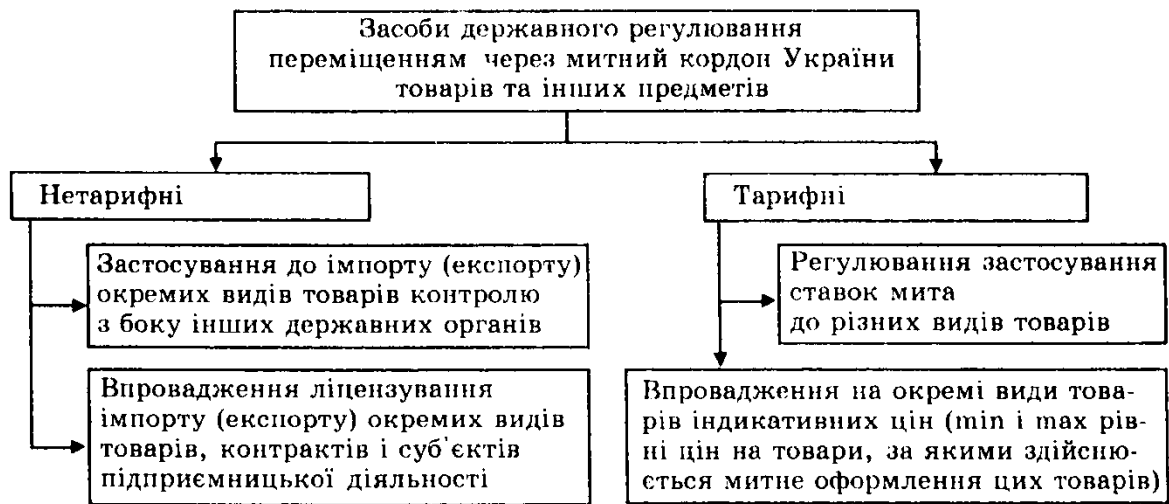 Засоби державного регулювання
переміщенням через митний кордон України
товарів та інших предметів
Нетарифні
Тарифні
Застосування до імпорту (експорту)
окремих видів товарів контролю
з боку інших державних органів
Регулювання застосування
ставок мита
до різних видів товарів
Впровадження ліцензування
імпорту (експорту) окремих видів
товарів, контрактів і суб'єктів
підприємницької діяльності
Впровадження на окремі види това-
рів індикативних цін (min і max рів-
ні цін на товари, за якими здійсню-
ється митне оформлення цих товарів)